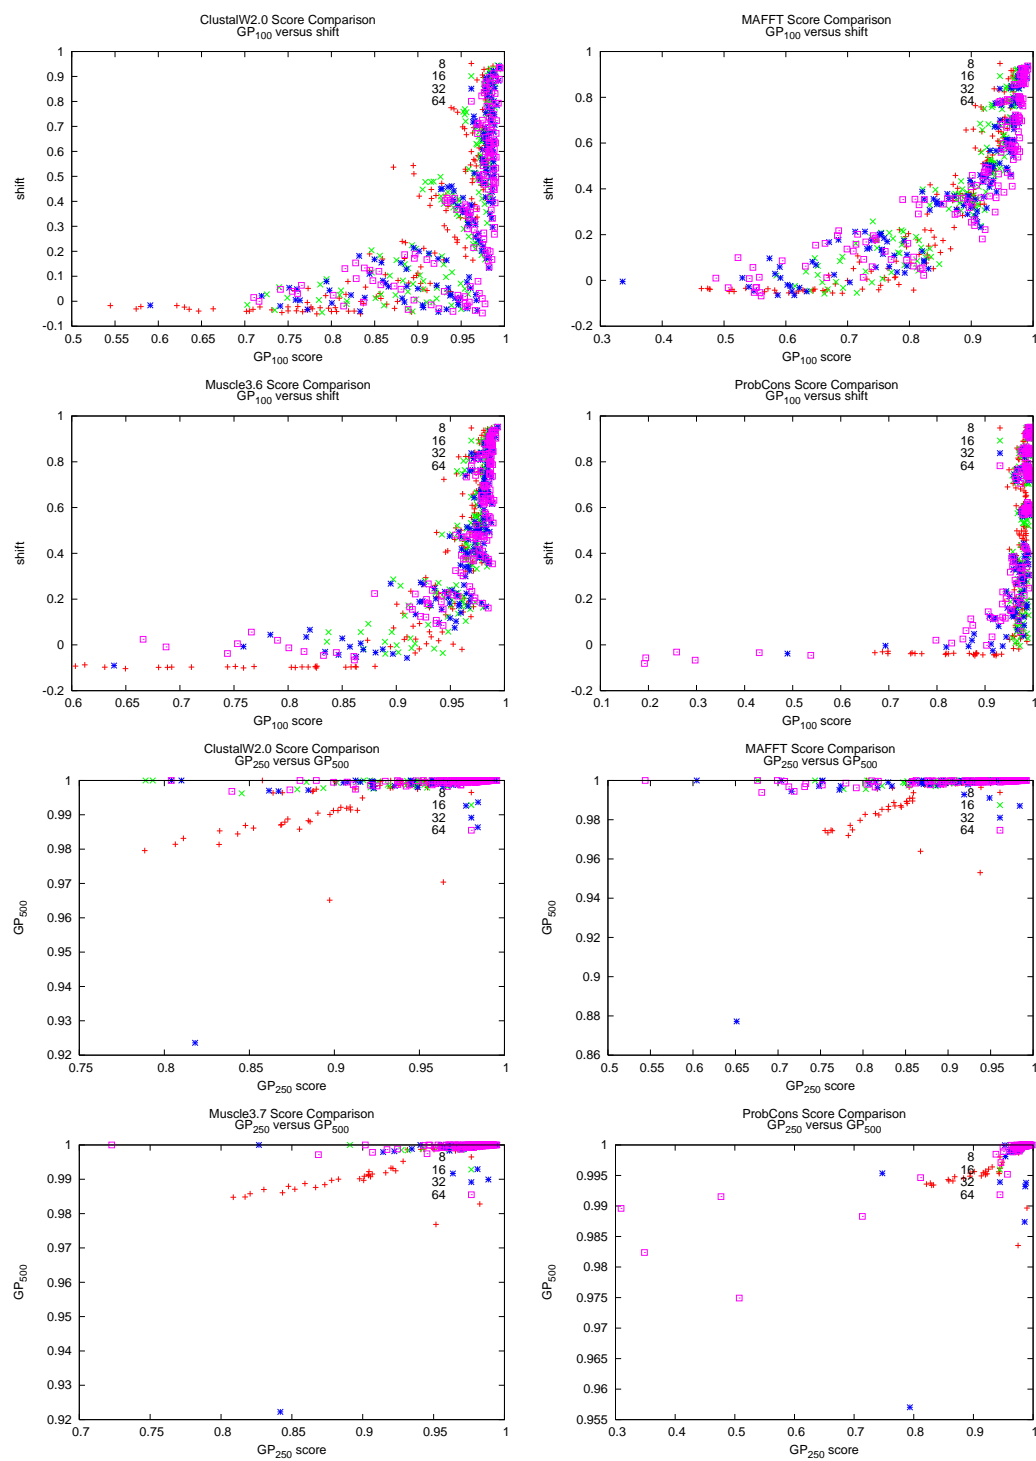 ClustalW2.0 Score Comparison
GP100 versus shift
1
0.9
0.8
0.7
0.6
0.5
0.4
0.3
0.2
0.1
0
-0.1
shift
8
16
32
64
0.5 0.55 0.6 0.65 0.7 0.75 0.8 0.85 0.9 0.95 1
GP100 score
MAFFT Score Comparison
GP100 versus shift
1
0.8
0.6
0.4
0.2
0
-0.2
shift
8
16
32
64
0.3 0.4 0.5 0.6 0.7 0.8 0.9 1
GP100 score
Muscle3.6 Score Comparison
GP100 versus shift
1
0.8
0.6
0.4
0.2
0
-0.2
shift
8
16
32
64
0.6 0.65 0.7 0.75 0.8 0.85 0.9 0.95 1
GP100 score
ProbCons Score Comparison
GP100 versus shift
1
0.8
0.6
0.4
0.2
0
-0.2
shift
8
16
32
64
0.1 0.2 0.3 0.4 0.5 0.6 0.7 0.8 0.9 1
GP100 score
ClustalW2.0 Score Comparison
GP250 versus GP500
1
0.99
0.98
0.97
0.96
0.95
0.94
0.93
0.92
GP500
8
16
32
64
0.75 0.8 0.85 0.9 0.95 1
GP250 score
MAFFT Score Comparison
GP250 versus GP500
1
0.98
0.96
0.94
0.92
0.9
0.88
0.86
GP500
8
16
32
64
0.5 0.55 0.6 0.65 0.7 0.75 0.8 0.85 0.9 0.95 1
GP250 score
Muscle3.7 Score Comparison
GP250 versus GP500
1
0.99
0.98
0.97
0.96
0.95
0.94
0.93
0.92
GP500
8
16
32
64
0.7 0.75 0.8 0.85 0.9 0.95 1
GP250 score
ProbCons Score Comparison
GP250 versus GP500
1
0.995
0.99
0.985
0.98
0.975
0.97
0.965
0.96
0.955
GP500
8
16
32
64
0.3 0.4 0.5 0.6 0.7 0.8 0.9 1
GP250 score